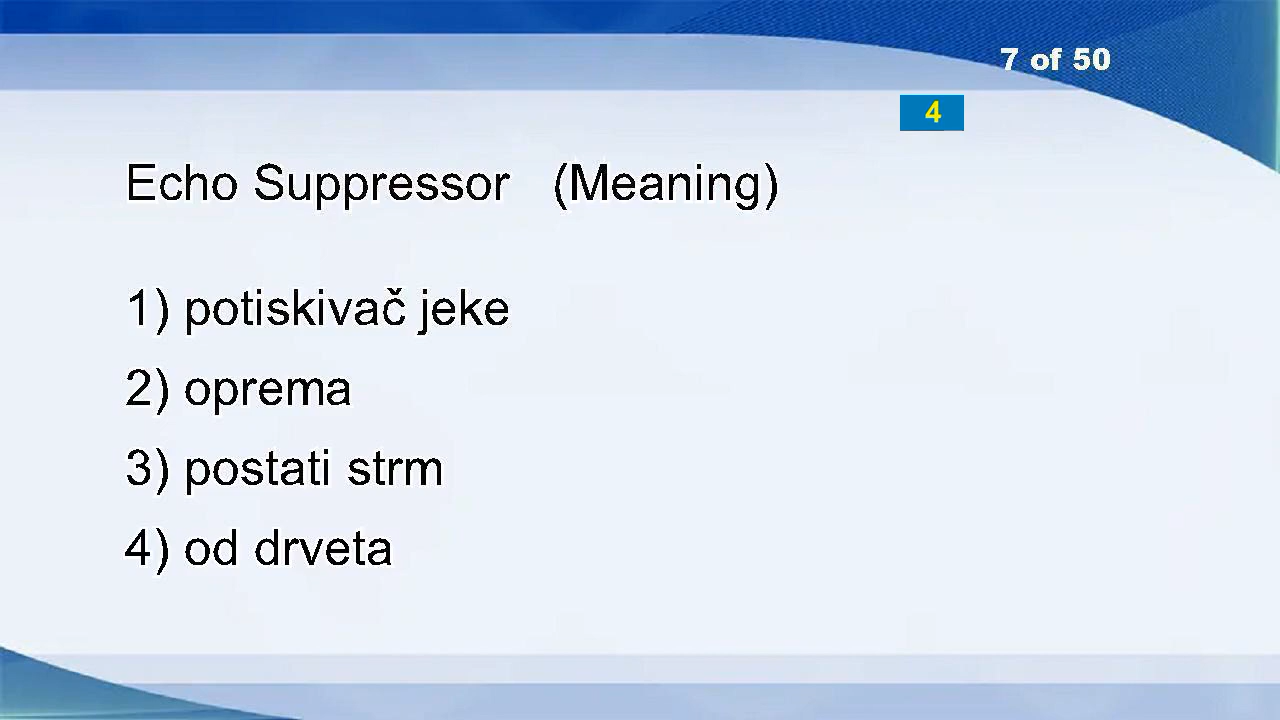 7 of 50
4
Echo Suppressor (Meaning)
1) potiskivač jeke
2) oprema
3) postati strm
4) od drveta